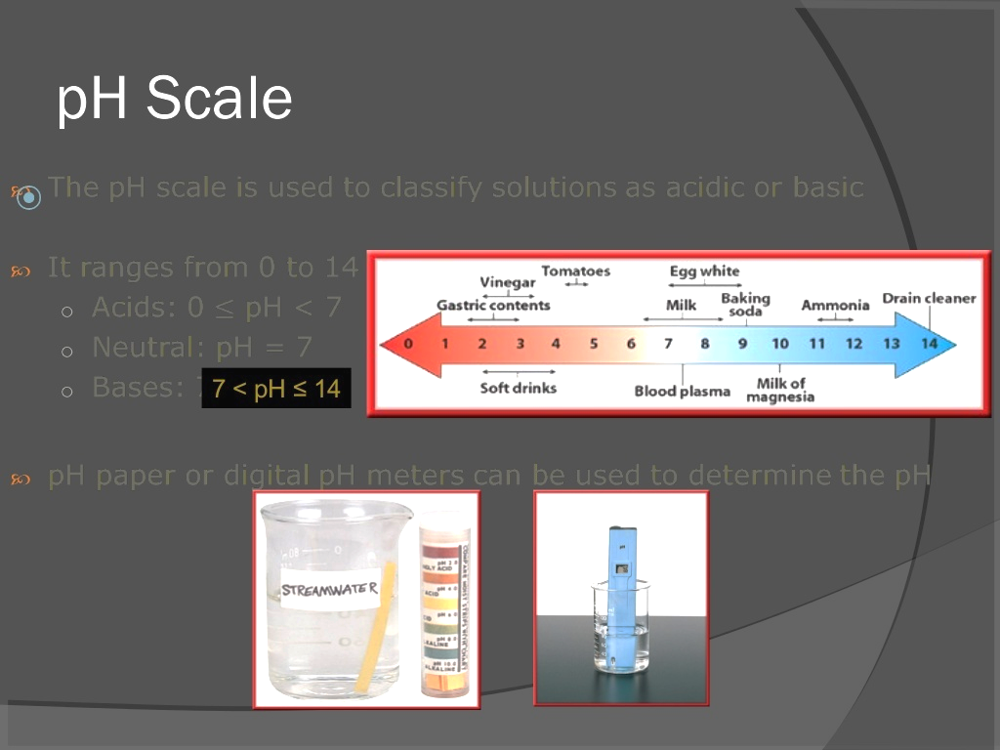 pH Scale
The pH scale is used to classify solutions as acidic or basic
It ranges from 0 to 14
Acids: 0 ≤ pH < 7
Neutral: pH = 7
Bases:
7 < pH ≤ 14
Tomatoes
Egg white
Vinegar
Gastric contents
Milk
Baking
soda
Ammonia
Drain cleaner
0 1 2 3 4 5 6 7 8 9 10 11 12 13 14
Soft drinks
Blood plasma
Milk of
magnesia
pH paper or digital pH meters can be used to determine the pH
STREAMWATER
ACID